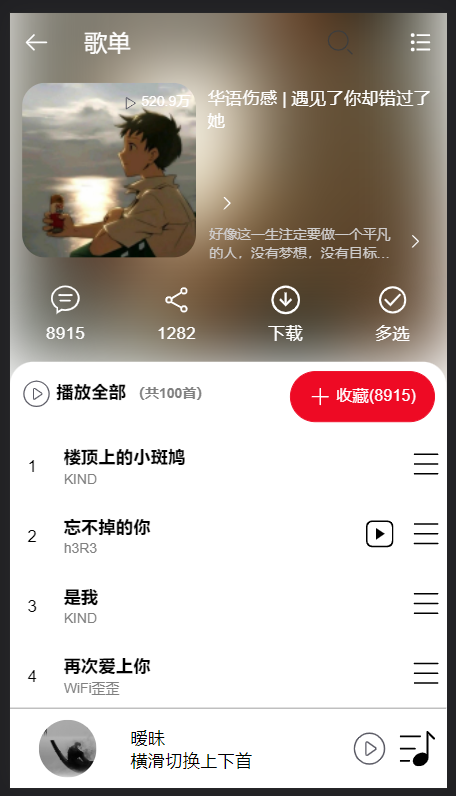 歌单
520.9万
华语伤感 | 遇见了你却错过了
她
好像这一生注定要做一个平凡
的人，没有梦想，没有目标...
8915
1282
下载
多选
播放全部 (共100首)
收藏(8915)
1
楼顶上的小斑鸠
KIND
2
忘不掉的你
h3R3
3
是我
KIND
4
再次爱上你
WiFi歪歪
暧昧
横滑切换上下首